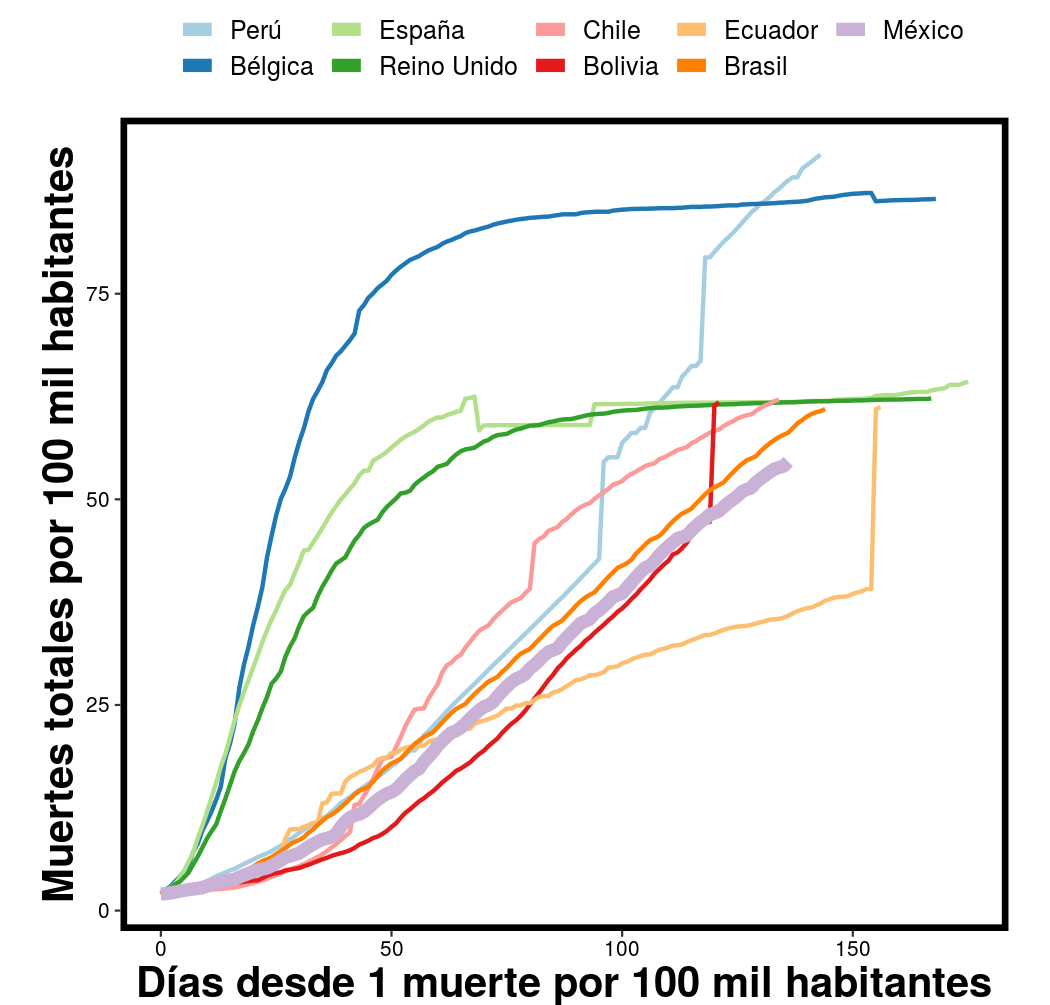 Perú España Chile Ecuador México
Bélgica Reino Unido Bolivia Brasil
Muertes totales por 100 mil habitantes
75
50
25
0
0 50 100 150
Días desde 1 muerte por 100 mil habitantes